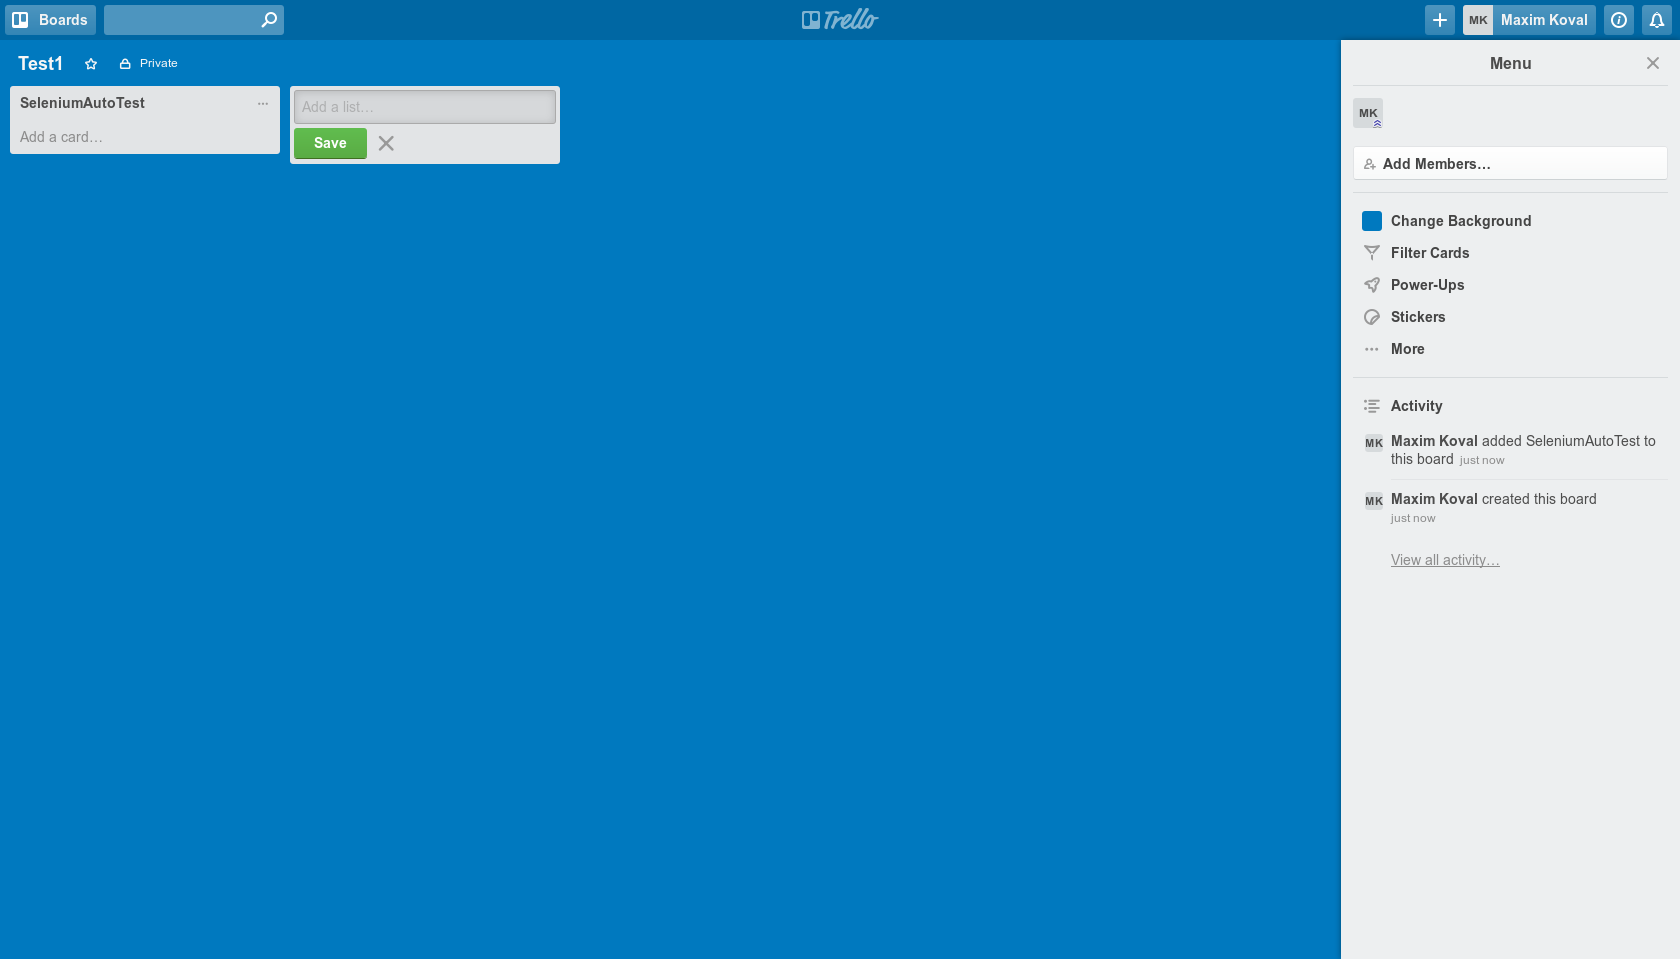 Boards
Trello
MK Maxim Koval
Test1
Private
SeleniumAutoTest
Add a card…
Add a list…
Save
Menu
MK
Add Members…
Change Background
Filter Cards
Power-Ups
Stickers
More
Activity
MK Maxim Koval added SeleniumAutoTest to
this board just now
MK Maxim Koval created this board
just now
View all activity…